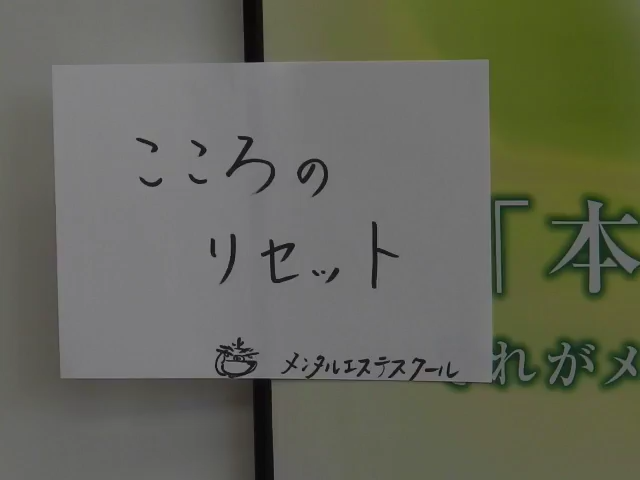 こころの
リセット
メンタルエステスクール
「本
れがメ